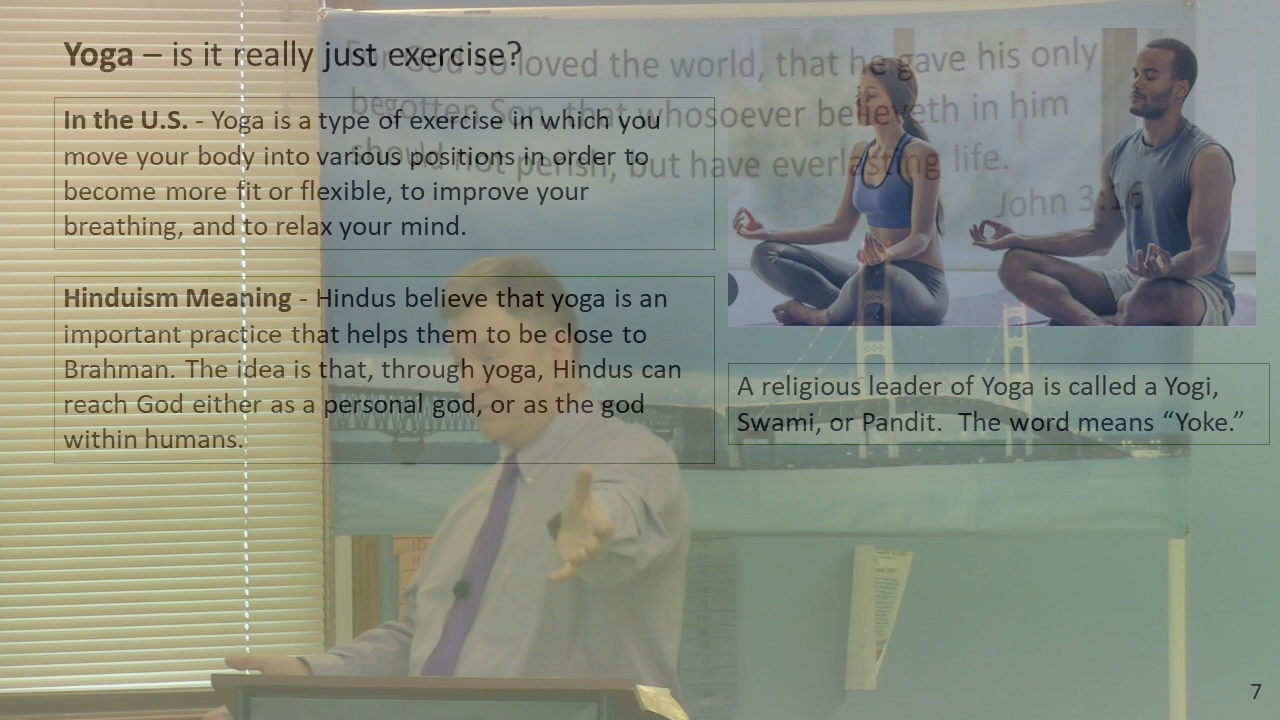 Yoga – is it really just exercise?
In the U.S. - Yoga is a type of exercise in which you
move your body into various positions in order to
become more fit or flexible, to improve your
breathing, and to relax your mind.
Hinduism Meaning - Hindus believe that yoga is an
important practice that helps them to be close to
Brahman. The idea is that, through yoga, Hindus can
reach God either as a personal god, or as the god
within humans.
For God so loved the world, that he gave his only
begotten Son, that whosoever believeth in him
should not perish, but have everlasting life.
John 3:16
A religious leader of Yoga is called a Yogi,
Swami, or Pandit. The word means “Yoke.”
7